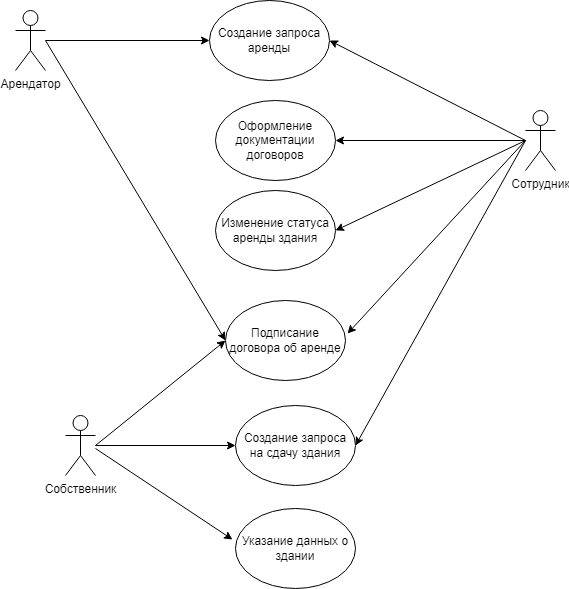 Создание запроса
аренды
Арендатор
Оформление
документации
договоров
Сотрудник
Изменение статуса
аренды здания
Подписание
договора об аренде
Создание запроса
на сдачу здания
Собственник
Указание данных о
здании